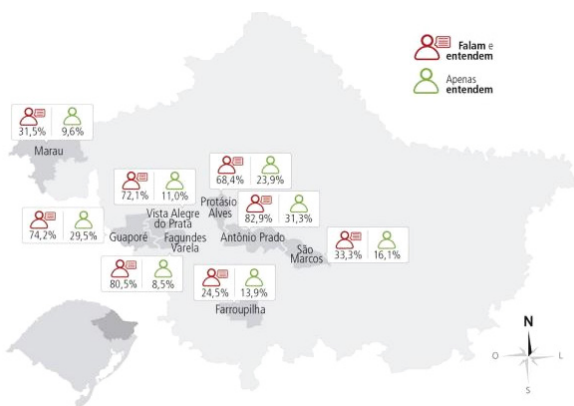 Falam e
entendem
Apenas
entendem
31,5% 9,6%
Marau
68,4% 23,9%
72,1% 11,0%
Protásio
Alves
82,9% 31,3%
Vista Alegre
do Prata
74,2% 29,5%
Guaporé
Fagundes
Varela
Antônio Prado
São
Marcos
33,3% 16,1%
80,5% 8,5%
24,5% 13,9%
Farroupilha
N
O L
S